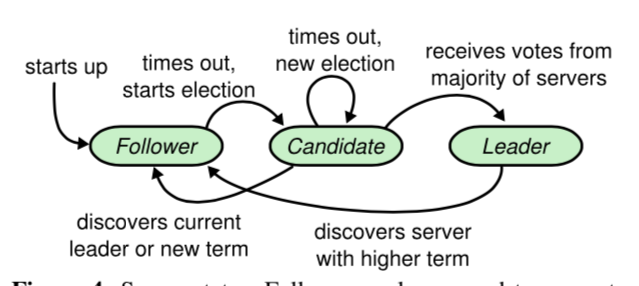 starts up
times out,
starts election
times out,
new election
receives votes from
majority of servers
Follower
Candidate
Leader
discovers current
leader or new term
discovers server
with higher term